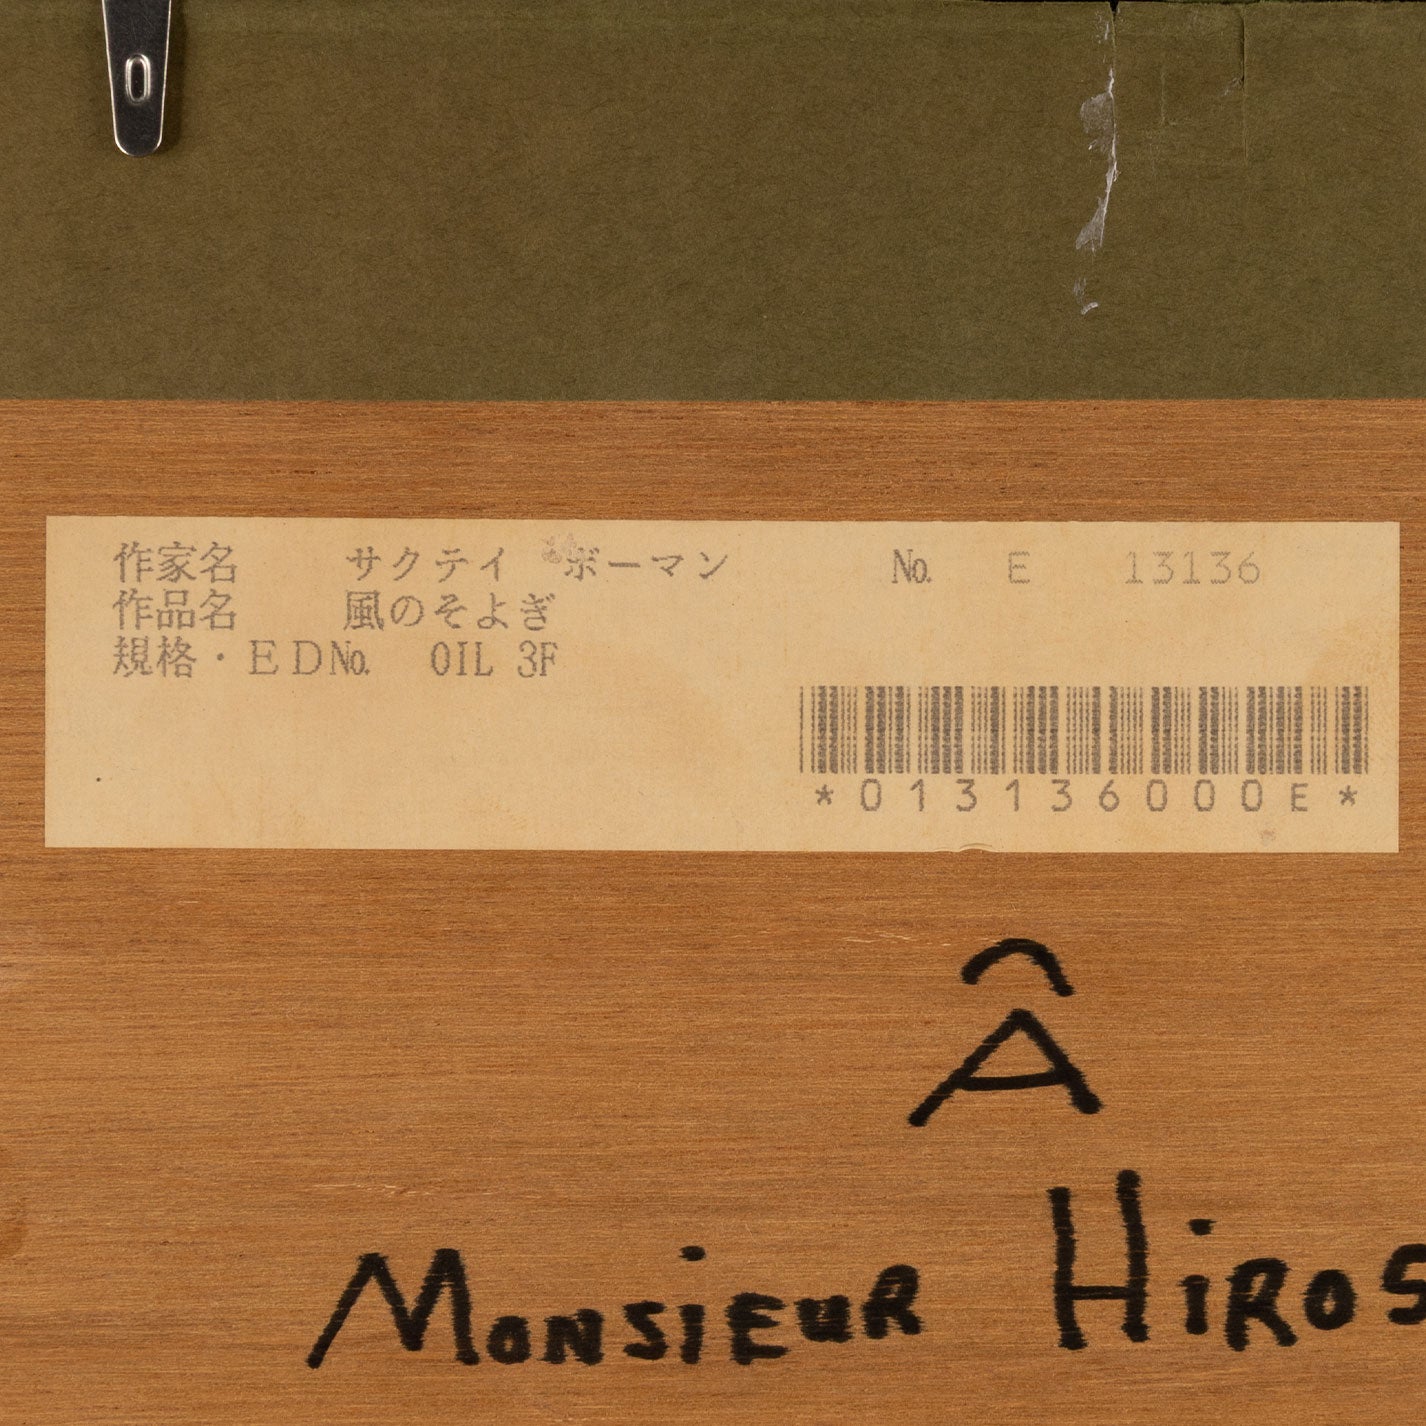 作家名 サクテイ ボーマン № E 13136
作品名 風のそよぎ
規格・ＥＤ№ OIL 3F
*013136000E*
Â
MONSIEUR HIROS